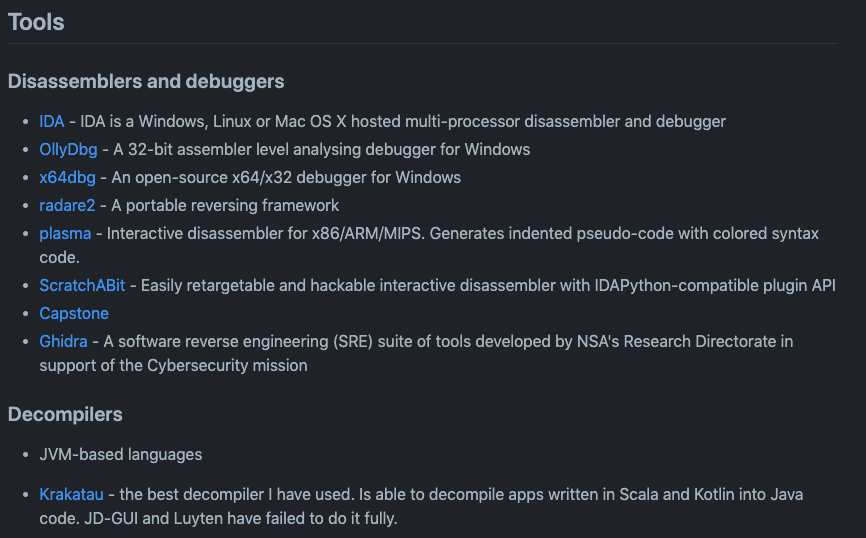 Tools
Disassemblers and debuggers
• IDA - IDA is a Windows, Linux or Mac OS X hosted multi-processor disassembler and debugger
• OllyDbg - A 32-bit assembler level analysing debugger for Windows
• x64dbg - An open-source x64/x32 debugger for Windows
• radare2 - A portable reversing framework
• plasma - Interactive disassembler for x86/ARM/MIPS. Generates indented pseudo-code with colored syntax
code.
• ScratchABit - Easily retargetable and hackable interactive disassembler with IDAPython-compatible plugin API
• Capstone
• Ghidra - A software reverse engineering (SRE) suite of tools developed by NSA's Research Directorate in
support of the Cybersecurity mission
Decompilers
• JVM-based languages
• Krakatau - the best decompiler I have used. Is able to decompile apps written in Scala and Kotlin into Java
code. JD-GUI and Luyten have failed to do it fully.